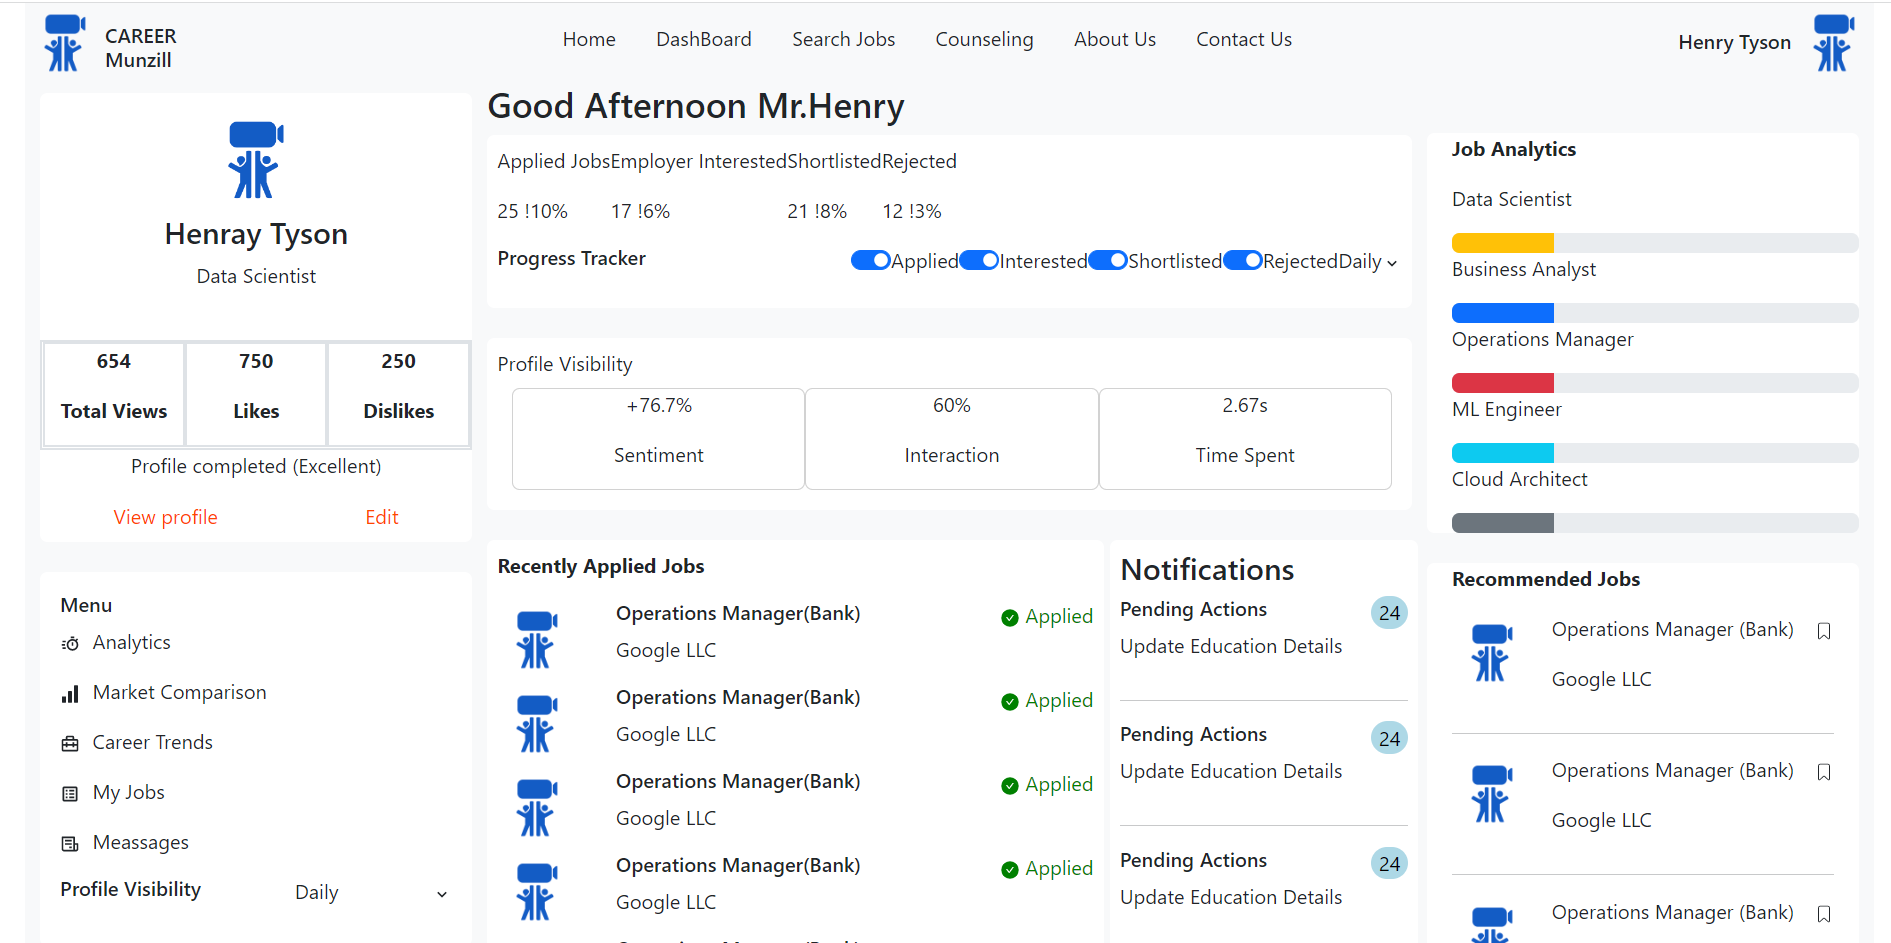 CAREER
Munzill
Home DashBoard Search Jobs Counseling About Us Contact Us
Henry Tyson
Henray Tyson
Data Scientist
654 750 250
Total Views Likes Dislikes
Profile completed (Excellent)
View profile Edit
Menu
Analytics
Market Comparison
Career Trends
My Jobs
Meassages
Profile Visibility Daily
Good Afternoon Mr.Henry
Applied JobsEmployer InterestedShortlistedRejected
25 !10% 17 !6% 21 !8% 12 !3%
Progress Tracker AppliedInterestedShortlistedRejectedDaily
Profile Visibility
+76.7% 60% 2.67s
Sentiment Interaction Time Spent
Recently Applied Jobs
Operations Manager(Bank) Applied
Google LLC
Operations Manager(Bank) Applied
Google LLC
Operations Manager(Bank) Applied
Google LLC
Operations Manager(Bank) Applied
Google LLC
Notifications
Pending Actions 24
Update Education Details
Pending Actions 24
Update Education Details
Pending Actions 24
Update Education Details
Job Analytics
Data Scientist
Business Analyst
Operations Manager
ML Engineer
Cloud Architect
Recommended Jobs
Operations Manager (Bank)
Google LLC
Operations Manager (Bank)
Google LLC
Operations Manager (Bank)